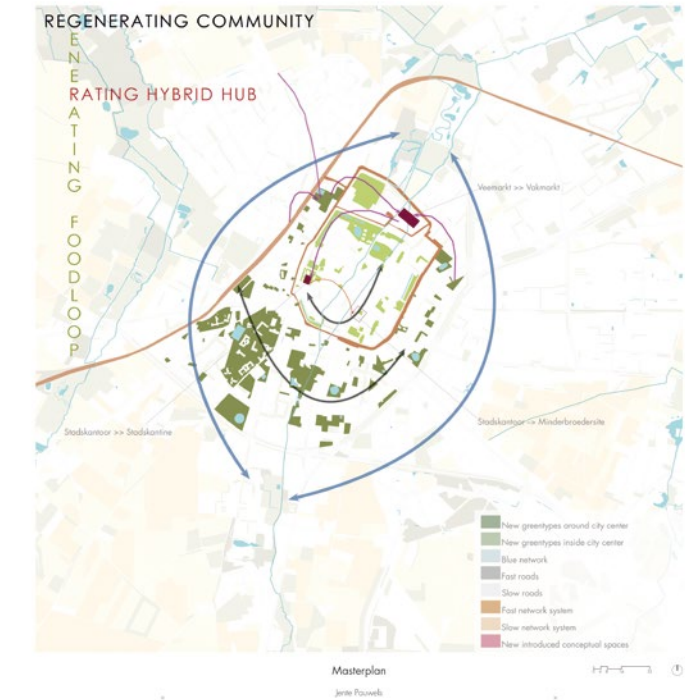 REGENERATING COMMUNITY
ENERATING FOODLOOP
RATING HYBRID HUB
Veemarkt >> Vakmarkt
Stadskantoor >> Stadskantine
Stadskantoor -> Minderbroedersite
New greentypes around city center
New greentypes inside city center
Blue network
Fast roads
Slow roads
Fast network system
Slow network system
New introduced conceptual spaces
Masterplan
Jente Pauwels